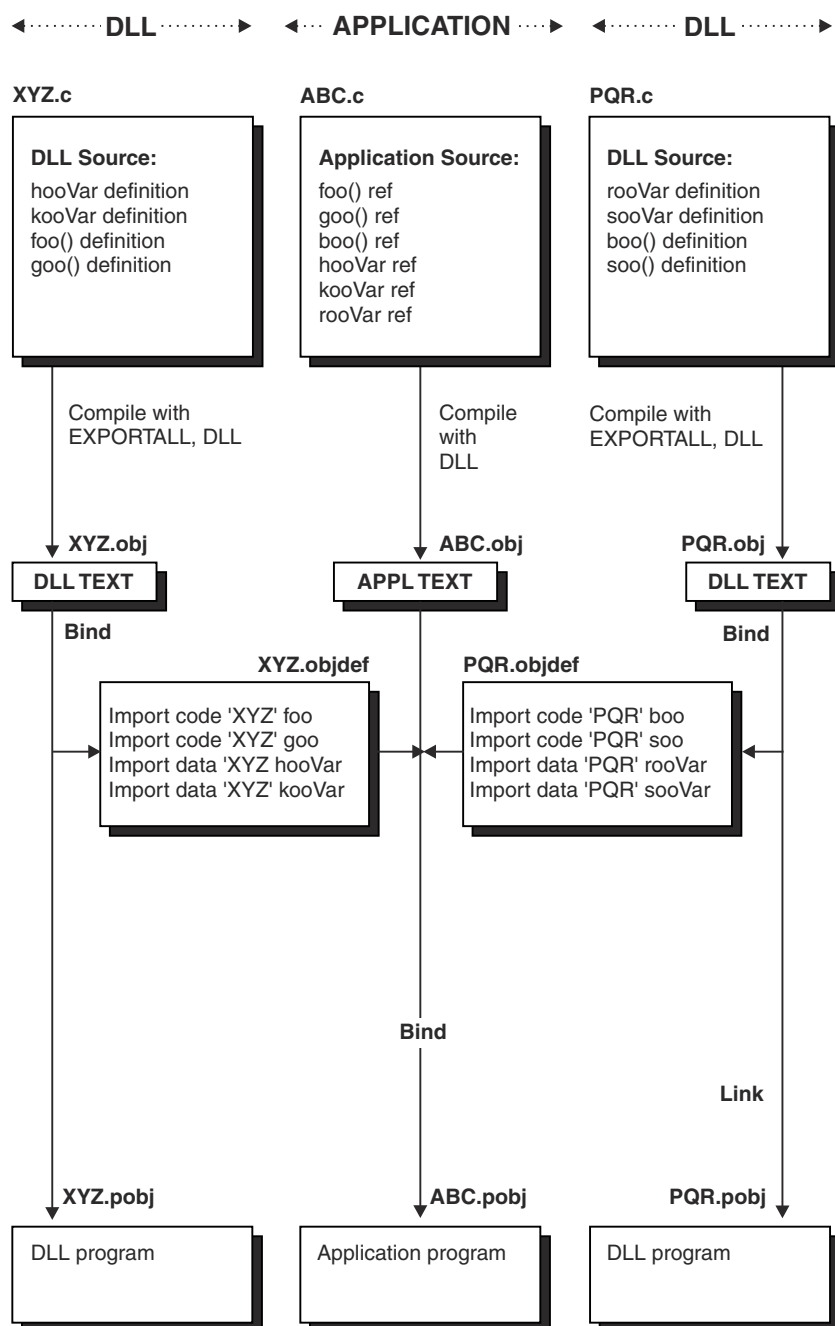 DLL
APPLICATION
DLL
XYZ.c
DLL Source:
hooVar definition
kooVar definition
foo() definition
goo() definition
ABC.c
Application Source:
foo() ref
goo() ref
boo() ref
hooVar ref
kooVar ref
rooVar ref
PQR.c
DLL Source:
rooVar definition
sooVar definition
boo() definition
soo() definition
Compile with
EXPORTALL, DLL
Compile
with
DLL
Compile with
EXPORTALL, DLL
XYZ.obj
DLL TEXT
ABC.obj
APPL TEXT
PQR.obj
DLL TEXT
Bind
Bind
XYZ.objdef
Import code 'XYZ' foo
Import code 'XYZ' goo
Import data 'XYZ hooVar
Import data 'XYZ' kooVar
PQR.objdef
Import code 'PQR' boo
Import code 'PQR' soo
Import data 'PQR' rooVar
Import data 'PQR' sooVar
Bind
Link
XYZ.pobj
DLL program
ABC.pobj
Application program
PQR.pobj
DLL program